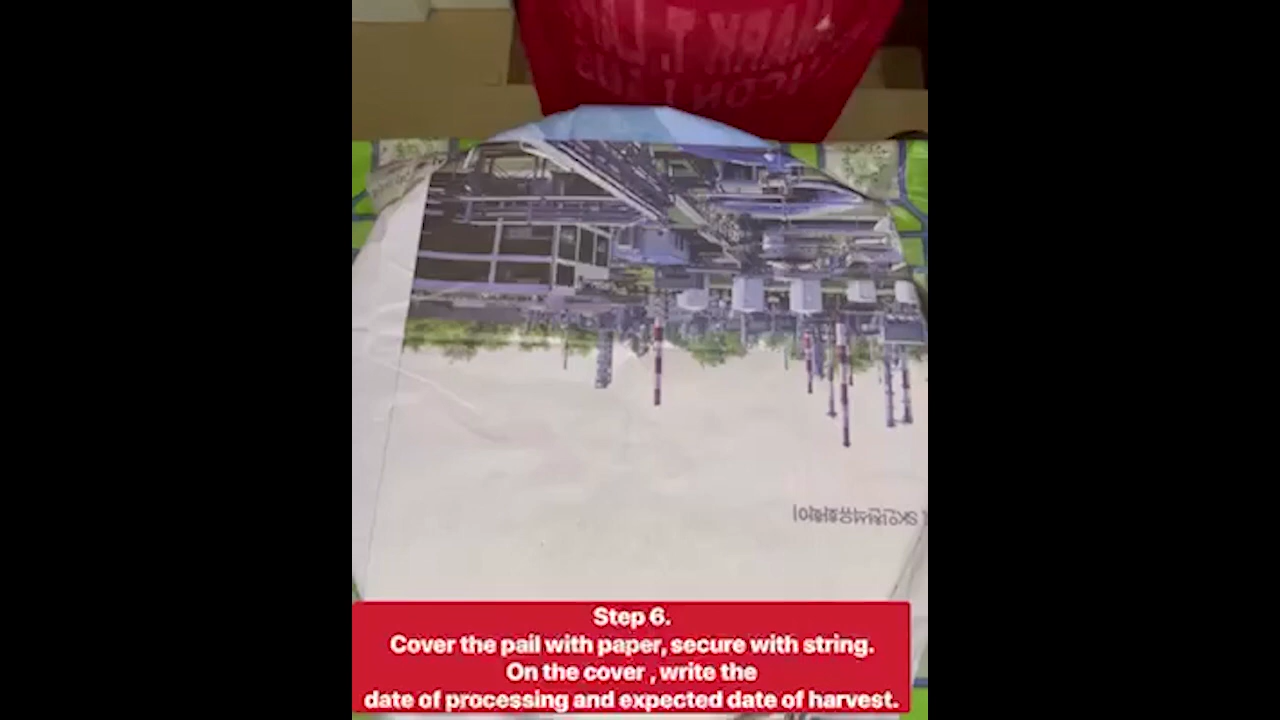 MARK T.
Step 6.
Cover the pail with paper, secure with string.
On the cover , write the
date of processing and expected date of harvest.